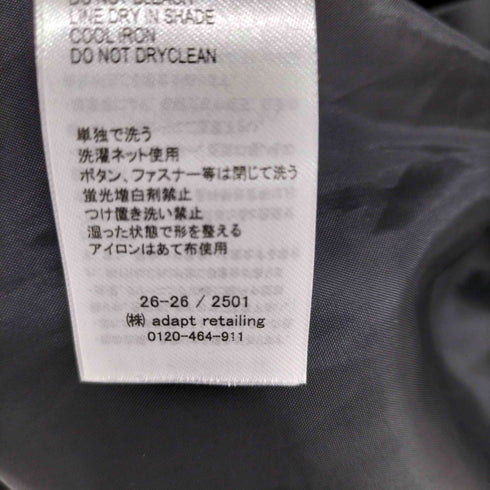 DO NOT BLEACH
LINE DRY IN SHADE
COOL IRON
DO NOT DRYCLEAN
単独で洗う
洗濯ネット使用
ボタン、ファスナー等は閉じて洗う
蛍光増白剤禁止
つけ置き洗い禁止
湿った状態で形を整える
アイロンはあて布使用
26-26 / 2501
㈱ adapt retailing
0120-464-911